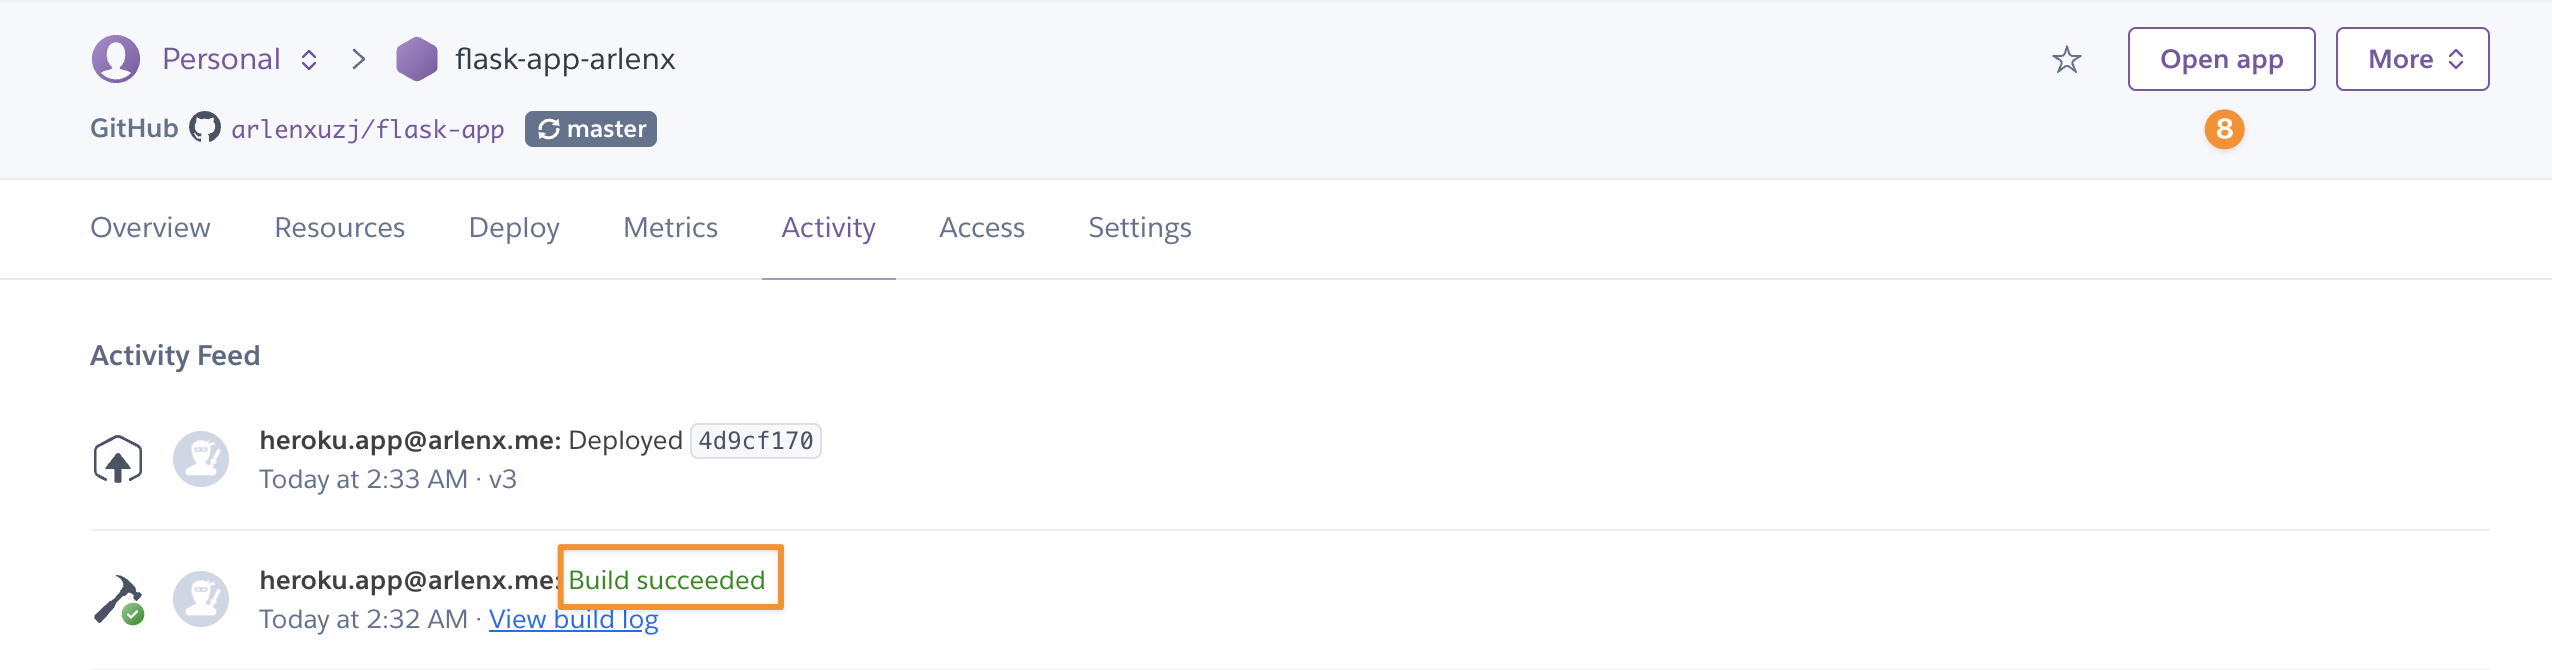 Personal > flask-app-arlenx
Open app
More
GitHub arlenxuzj/flask-app master
8
Overview Resources Deploy Metrics Activity Access Settings
Activity Feed
heroku.app@arlenx.me: Deployed 4d9cf170
Today at 2:33 AM · v3
heroku.app@arlenx.me: Build succeeded
Today at 2:32 AM · View build log